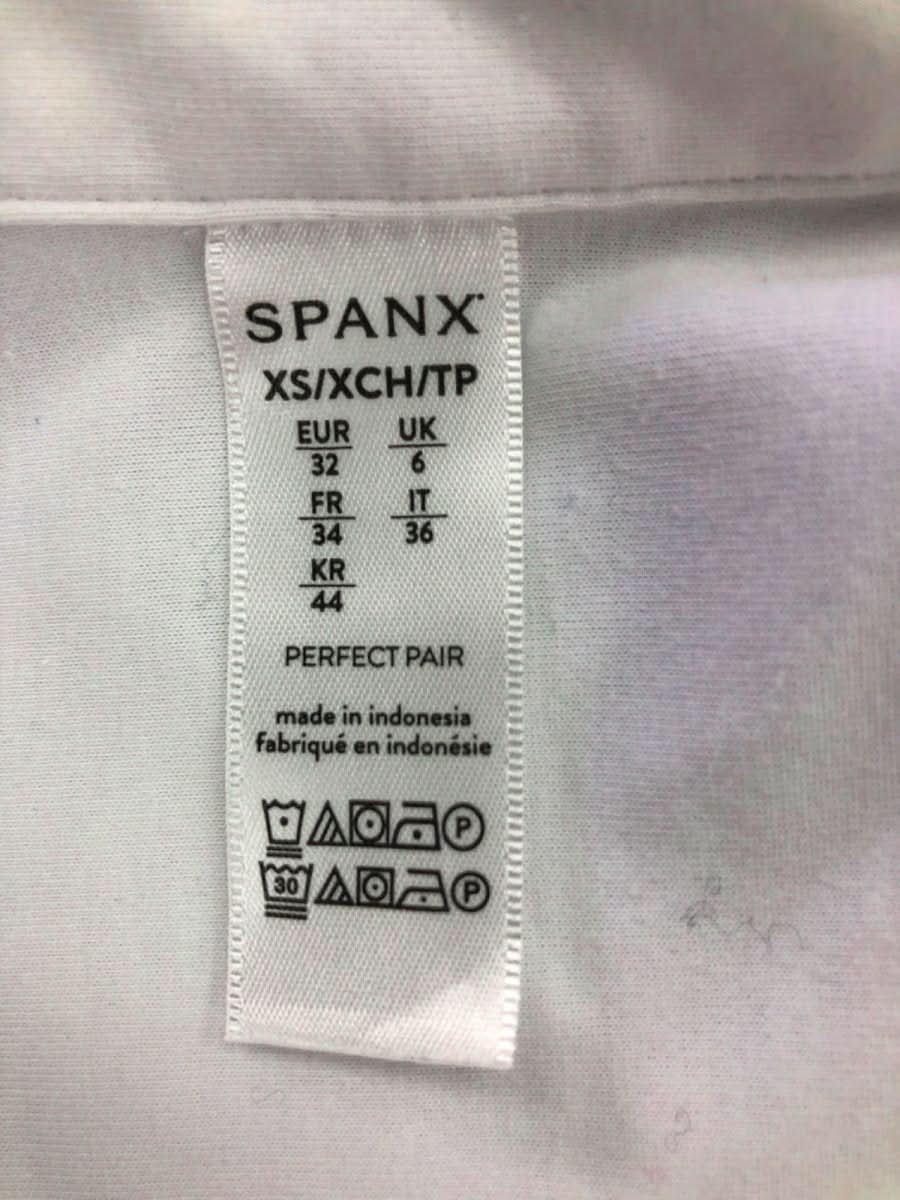 SPANX
XS/XCH/TP
EUR UK
32 6
FR IT
34 36
KR
44
PERFECT PAIR
made in indonesia
fabriqué en indonésie
P
30 P